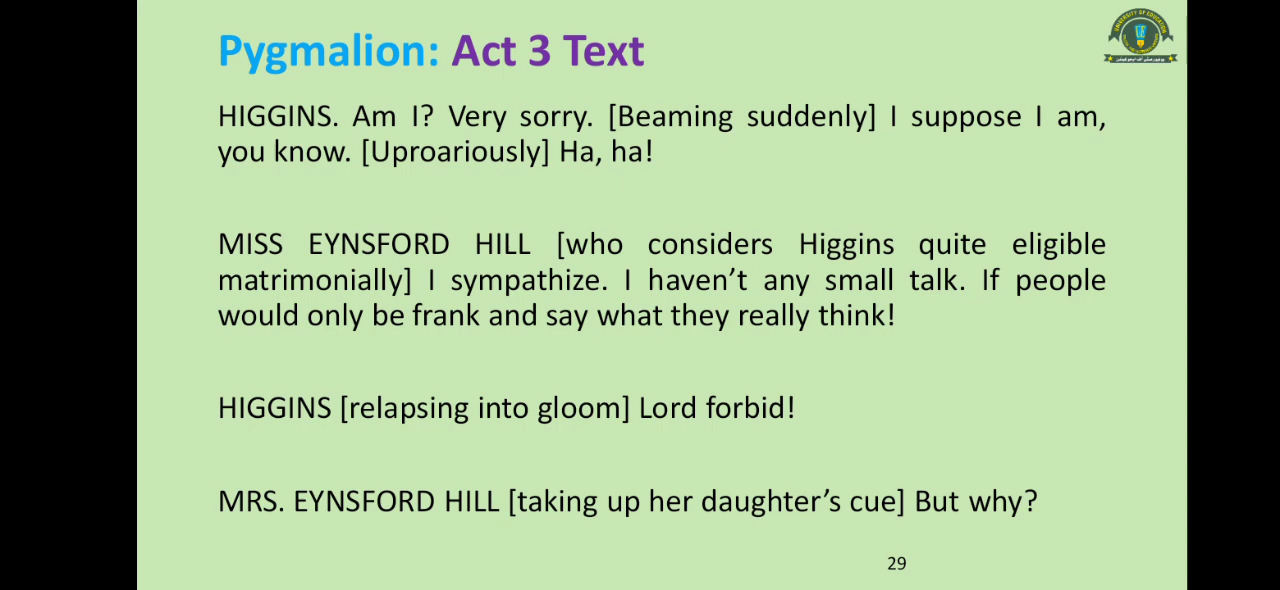 Pygmalion: Act 3 Text
UNIVERSITY OF EDUCATION
HIGGINS. Am I? Very sorry. [Beaming suddenly] I suppose I am,
you know. [Uproariously] Ha, ha!
MISS EYNSFORD HILL [who considers Higgins quite eligible
matrimonially] I sympathize. I haven’t any small talk. If people
would only be frank and say what they really think!
HIGGINS [relapsing into gloom] Lord forbid!
MRS. EYNSFORD HILL [taking up her daughter’s cue] But why?
29